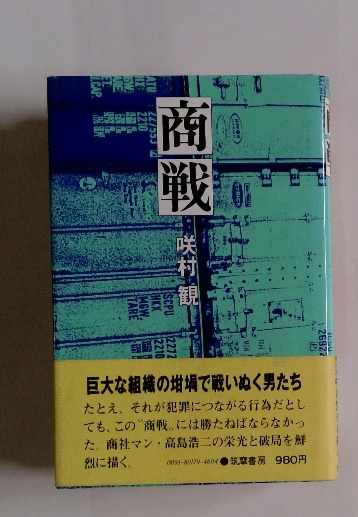 商戦
咲村観
巨大な組織の坩堝で戦いぬく男たち
たとえ、それが犯罪につながる行為だとし
ても、この〝商戦〟には勝たねばならなかっ
た。商社マン・高島浩二の栄光と破局を鮮
烈に描く。
0093-80179-4604 ●筑摩書房 980円